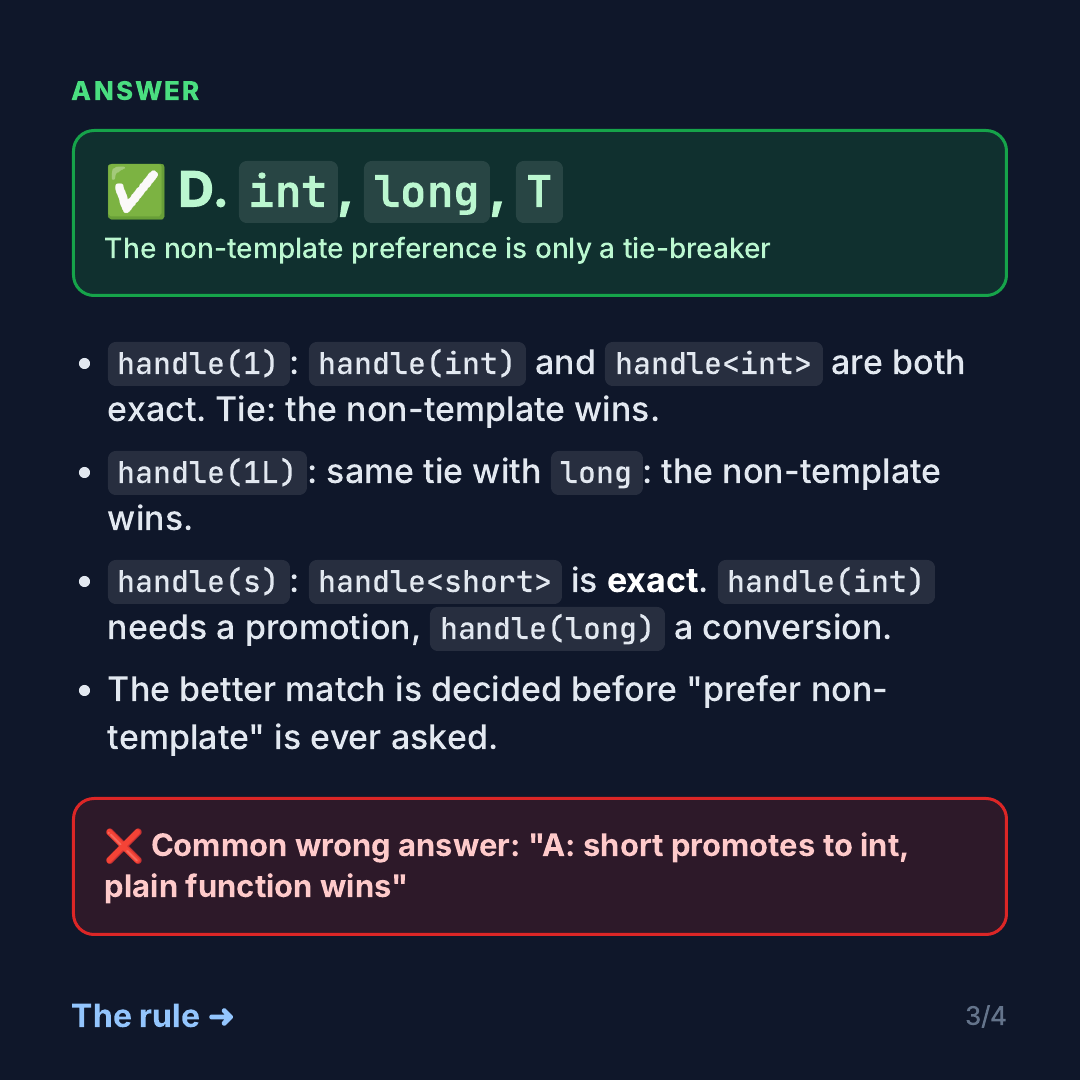 ANSWER
✅ D. int, long, T
The non-template preference is only a tie-breaker
• handle(1): handle(int) and handle<int> are both
exact. Tie: the non-template wins.
• handle(1L): same tie with long: the non-template
wins.
• handle(s): handle<short> is exact. handle(int)
needs a promotion, handle(long) a conversion.
• The better match is decided before "prefer non-
template" is ever asked.
❌ Common wrong answer: "A: short promotes to int,
plain function wins"
The rule ➜
3/4